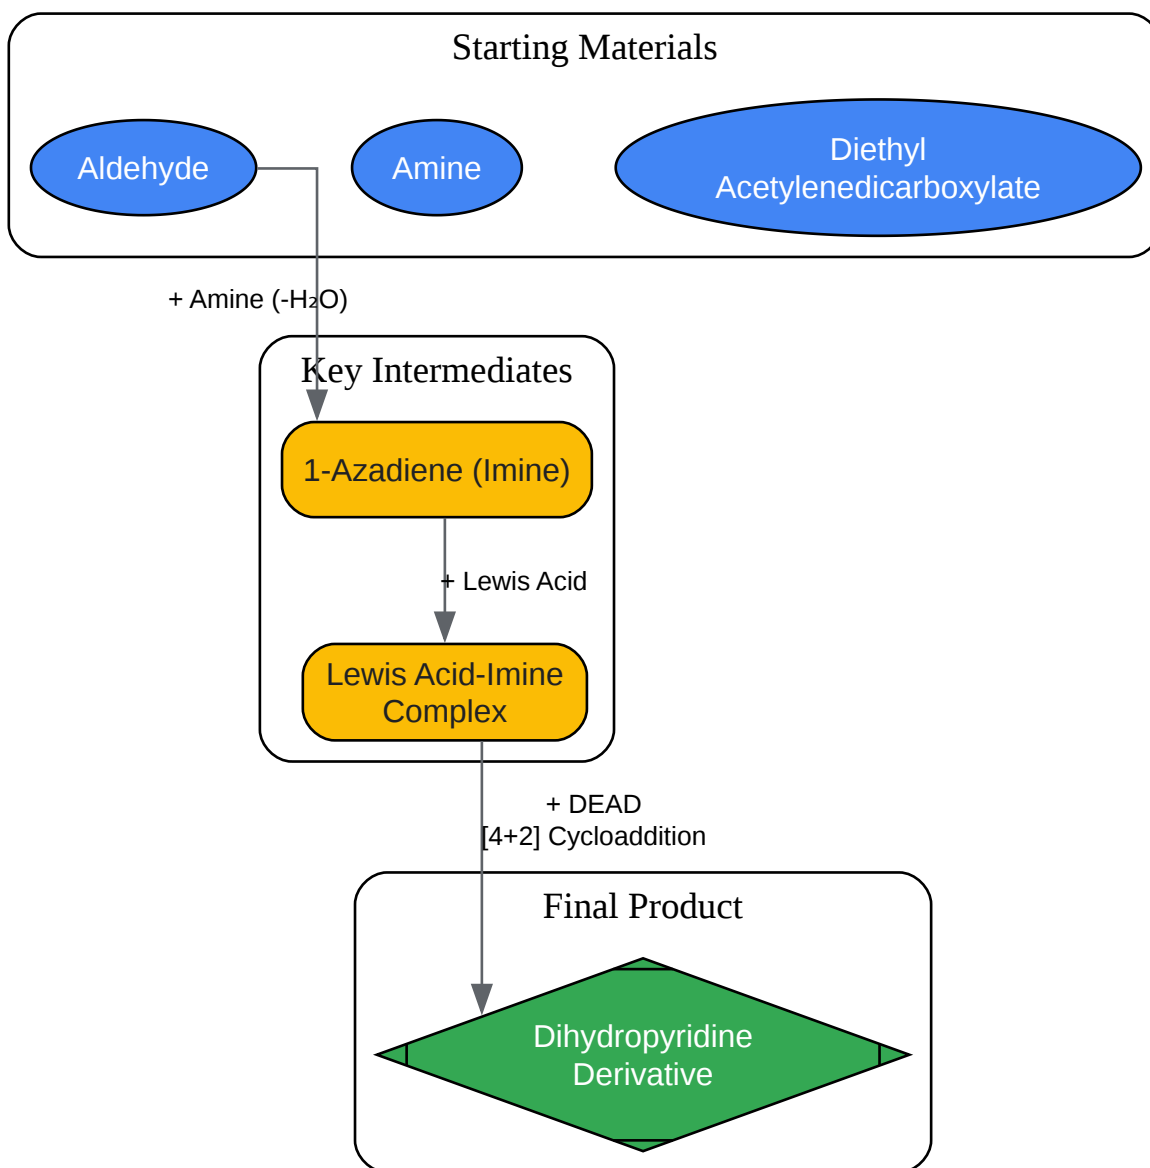 Starting Materials
Aldehyde
Amine
Diethyl
Acetylenedicarboxylate
+ Amine (-H₂O)
Key Intermediates
1-Azadiene (Imine)
+ Lewis Acid
Lewis Acid-Imine
Complex
+ DEAD
[4+2] Cycloaddition
Final Product
Dihydropyridine
Derivative